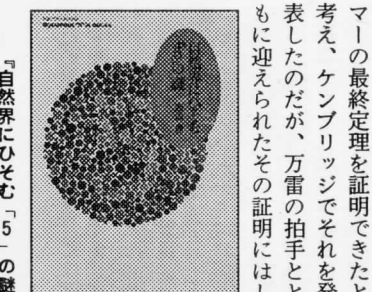 マーの最終定理を証明できたと
考え、ケンブリッジでそれを発
表したのだが、万雷の拍手とと
もに迎えられたその証明にはし
『自然界にひそむ「5」の謎